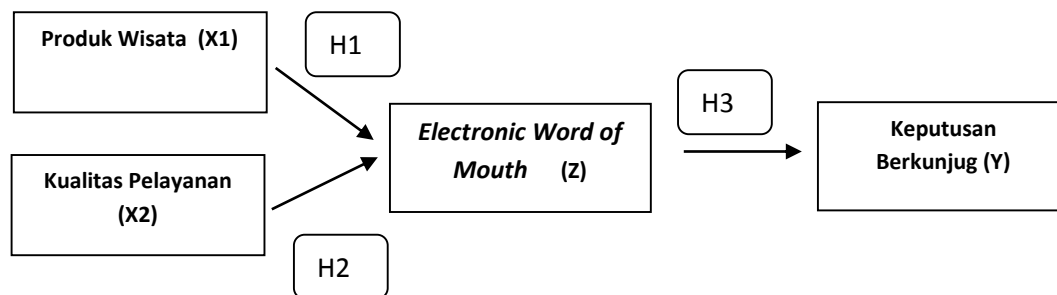 Produk Wisata (X1)
H1
Kualitas Pelayanan
(X2)
H2
Electronic Word of
Mouth (Z)
H3
Keputusan
Berkunjug (Y)